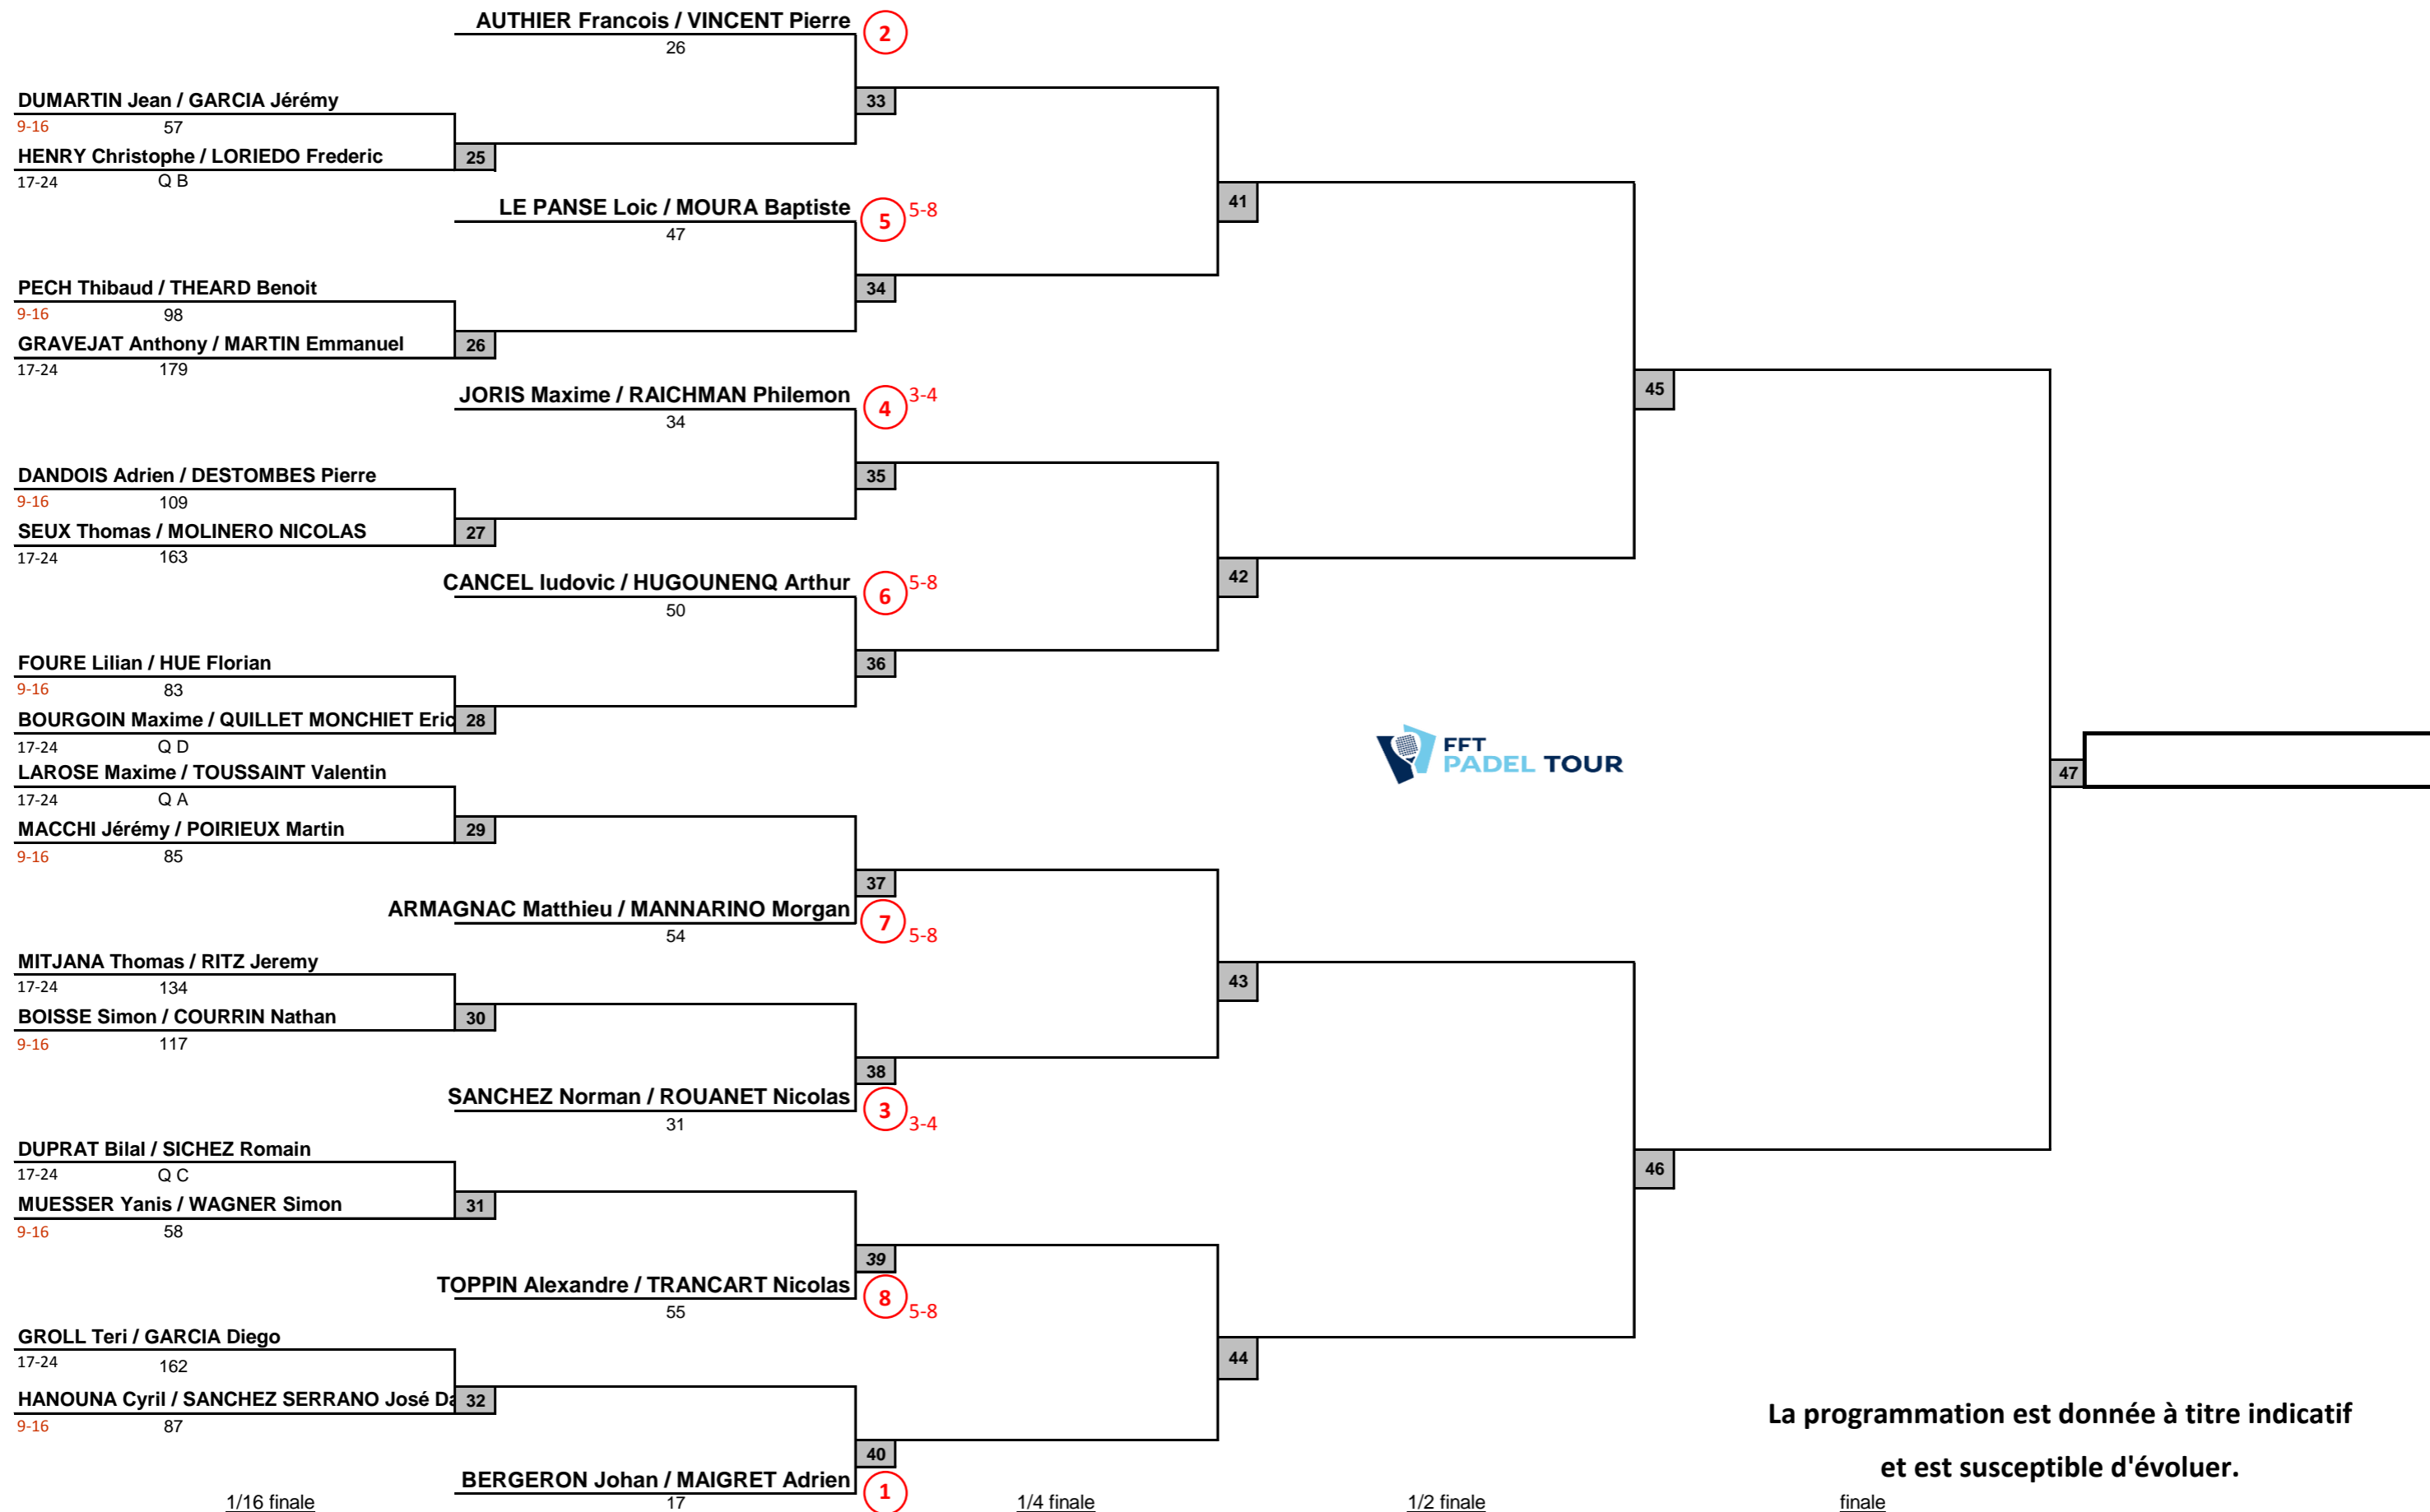 AUTHIER Francois / VINCENT Pierre
2
26
33
DUMARTIN Jean / GARCIA Jérémy
9-16 57
HENRY Christophe / LORIEDO Frederic
25
17-24 Q B
LE PANSE Loic / MOURA Baptiste
5 5-8
47
41
PECH Thibaud / THEARD Benoit
34
9-16 98
GRAVEJAT Anthony / MARTIN Emmanuel
26
17-24 179
JORIS Maxime / RAICHMAN Philemon
4 3-4
34
45
DANDOIS Adrien / DESTOMBES Pierre
35
9-16 109
SEUX Thomas / MOLINERO NICOLAS
27
17-24 163
CANCEL ludovic / HUGOUNENQ Arthur
6 5-8
50
42
FOURE Lilian / HUE Florian
36
9-16 83
BOURGOIN Maxime / QUILLET MONCHIET Eric
28
17-24 Q D
FFT
PADEL TOUR
LAROSE Maxime / TOUSSAINT Valentin
47
17-24 Q A
MACCHI Jérémy / POIRIEUX Martin
29
9-16 85
37
ARMAGNAC Matthieu / MANNARINO Morgan
7 5-8
54
MITJANA Thomas / RITZ Jeremy
43
17-24 134
BOISSE Simon / COURRIN Nathan
30
9-16 117
38
SANCHEZ Norman / ROUANET Nicolas
3 3-4
31
DUPRAT Bilal / SICHEZ Romain
46
17-24 Q C
MUESSER Yanis / WAGNER Simon
31
9-16 58
39
TOPPIN Alexandre / TRANCART Nicolas
8 5-8
55
GROLL Teri / GARCIA Diego
44
17-24 162
HANOUNA Cyril / SANCHEZ SERRANO José Da
32
9-16 87
La programmation est donnée à titre indicatif
et est susceptible d'évoluer.
40
BERGERON Johan / MAIGRET Adrien
1
17
1/16 finale 1/4 finale 1/2 finale finale